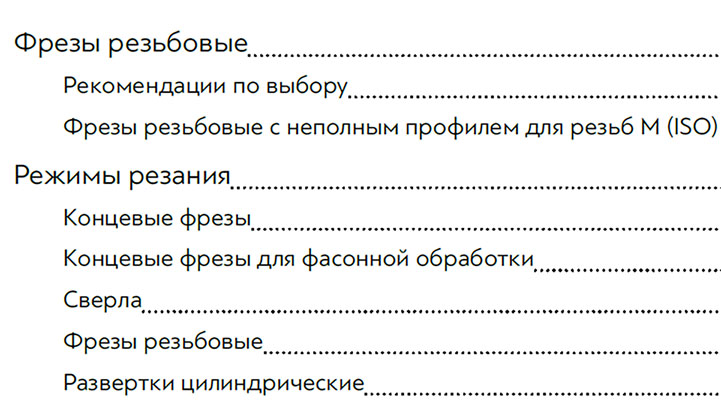 Фрезы резьбовые
Рекомендации по выбору
Фрезы резьбовые с неполным профилем для резьб М (ISO)
Режимы резания
Концевые фрезы
Концевые фрезы для фасонной обработки
Сверла
Фрезы резьбовые
Развертки цилиндрические